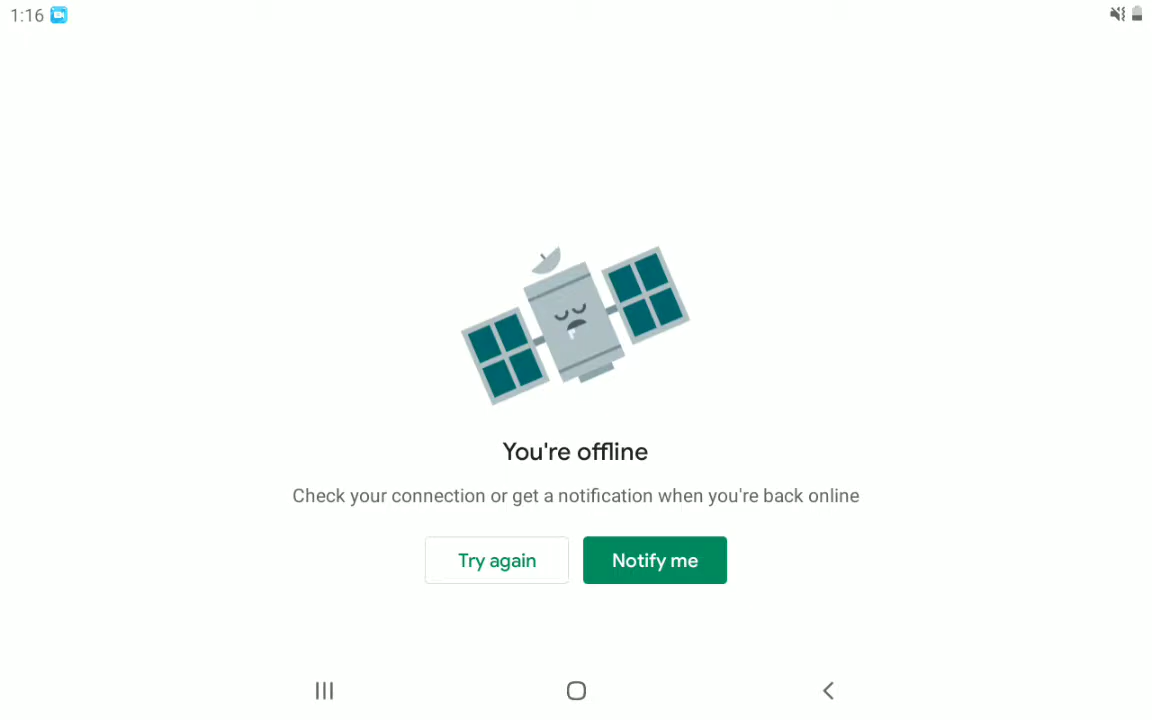 1:16
You're offline
Check your connection or get a notification when you're back online
Try again
Notify me